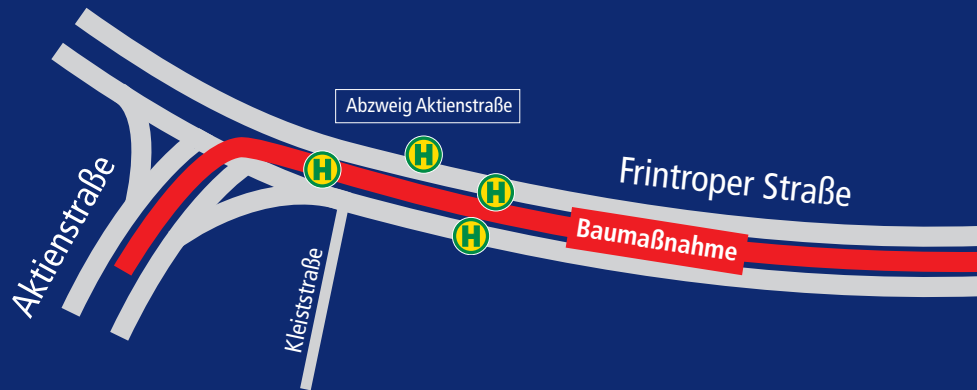 Abzweig Aktienstraße
H
H
H
H
Frintroper Straße
Baumaßnahme
Aktienstraße
Kleiststraße